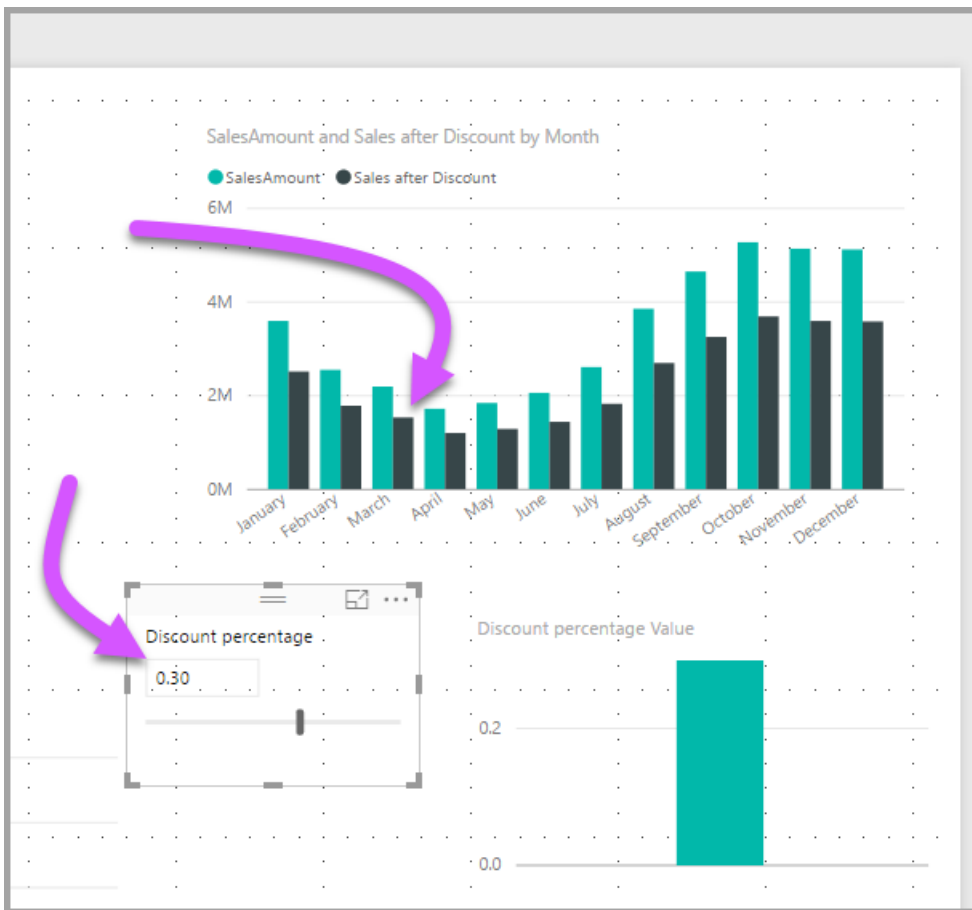 SalesAmount and Sales after Discount by Month
SalesAmount Sales after Discount
6M
4M
2M
0M
January February March April May June July August September October November December
Discount percentage
0.30
Discount percentage Value
0.2
0.0